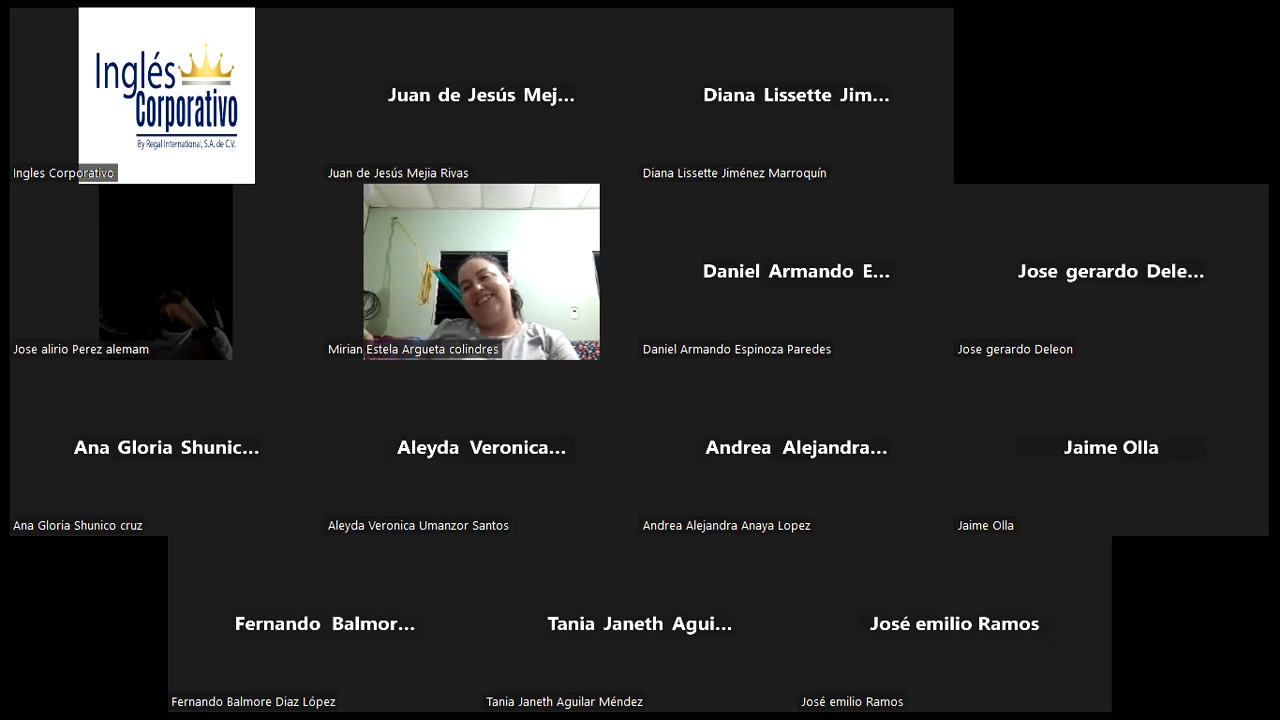 Inglés
Corporativo
By Regal International, S.A. de C.V.
Ingles Corporativo
Juan de Jesús Mej...
Juan de Jesús Mejia Rivas
Diana Lissette Jim...
Diana Lissette Jiménez Marroquín
Jose alirio Perez alemam
Mirian Estela Argueta colindres
Daniel Armando E...
Daniel Armando Espinoza Paredes
Jose gerardo Dele...
Jose gerardo Deleon
Ana Gloria Shunic...
Ana Gloria Shunico cruz
Aleyda Veronica...
Aleyda Veronica Umanzor Santos
Andrea Alejandra...
Andrea Alejandra Anaya Lopez
Jaime Olla
Jaime Olla
Fernando Balmor...
Fernando Balmore Diaz López
Tania Janeth Agui...
Tania Janeth Aguilar Méndez
José emilio Ramos
José emilio Ramos